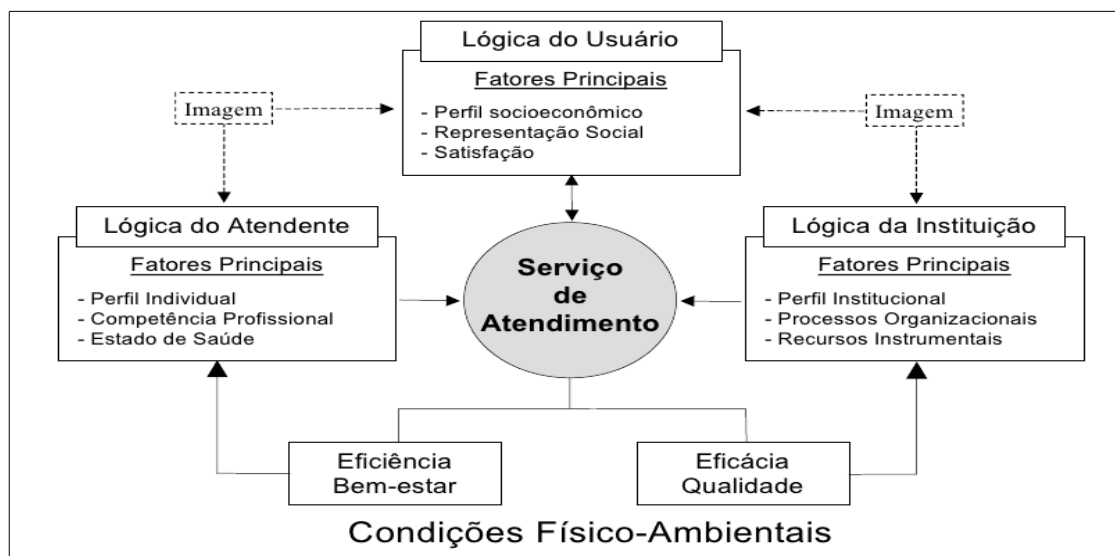 Lógica do Usuário
Fatores Principais
- Perfil socioeconômico
- Representação Social
- Satisfação
Imagem
Imagem
Lógica do Atendente
Fatores Principais
- Perfil Individual
- Competência Profissional
- Estado de Saúde
Serviço
de
Atendimento
Lógica da Instituição
Fatores Principais
- Perfil Institucional
- Processos Organizacionais
- Recursos Instrumentais
Eficiência
Bem-estar
Eficácia
Qualidade
Condições Físico-Ambientais